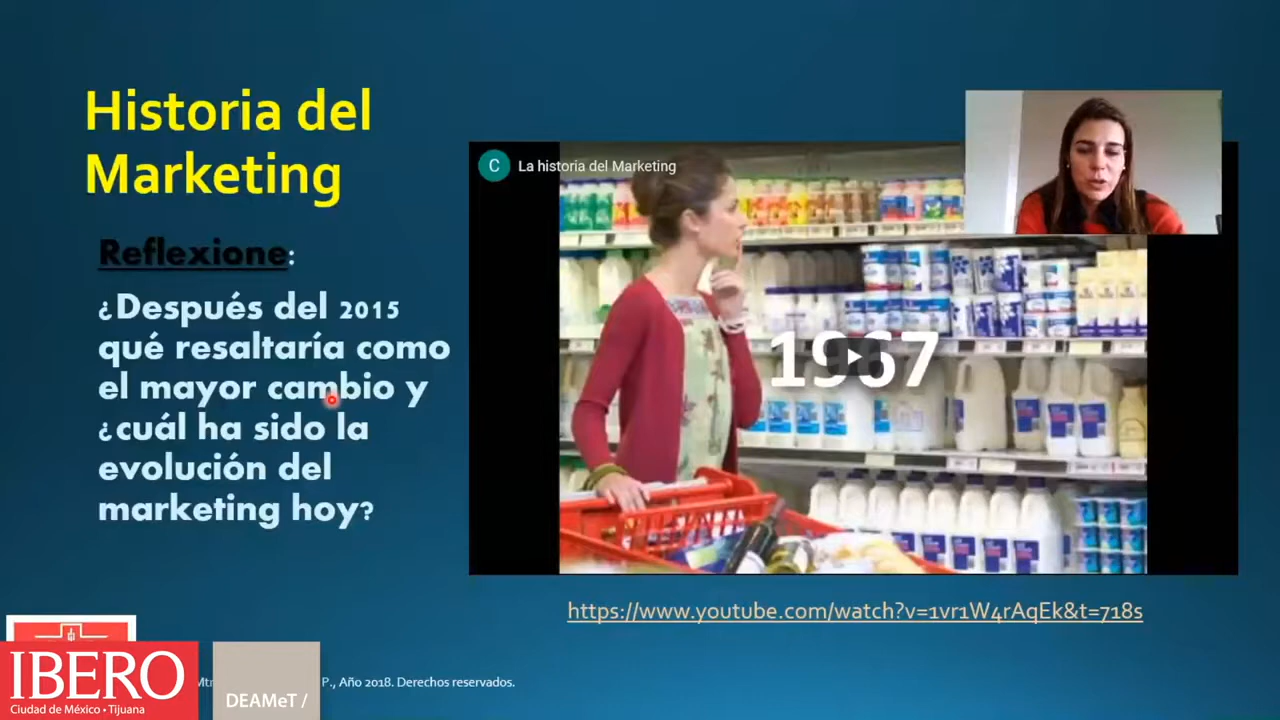 Historia del
Marketing
Reflexione:
¿Después del 2015
qué resaltaría como
el mayor cambio y
¿cuál ha sido la
evolución del
marketing hoy?
C La historia del Marketing
1967
https://www.youtube.com/watch?v=1vr1W4rAqEk&t=718s
P., Año 2018. Derechos reservados.
IBERO
Ciudad de México • Tijuana
DEAMeT /